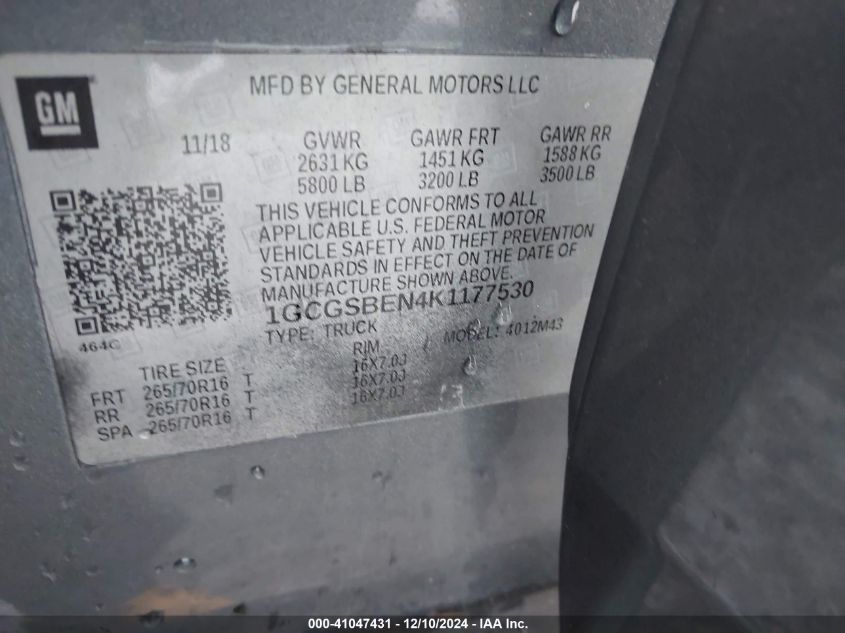 GM
MFD BY GENERAL MOTORS LLC
11/18 GVWR GAWR FRT GAWR RR
2631 KG 1451 KG 1588 KG
5800 LB 3200 LB 3500 LB
THIS VEHICLE CONFORMS TO ALL
APPLICABLE U.S. FEDERAL MOTOR
VEHICLE SAFETY AND THEFT PREVENTION
STANDARDS IN EFFECT ON THE DATE OF
MANUFACTURE SHOWN ABOVE.
1GCGSBEN4K1177530
TYPE: TRUCK MODEL: 4012M43
464C
TIRE SIZE RIM
FRT 265/70R16 T 16X7.0J
RR 265/70R16 T 16X7.0J
SPA 265/70R16 T 16X7.0J
000-41047431 - 12/10/2024 - IAA Inc.